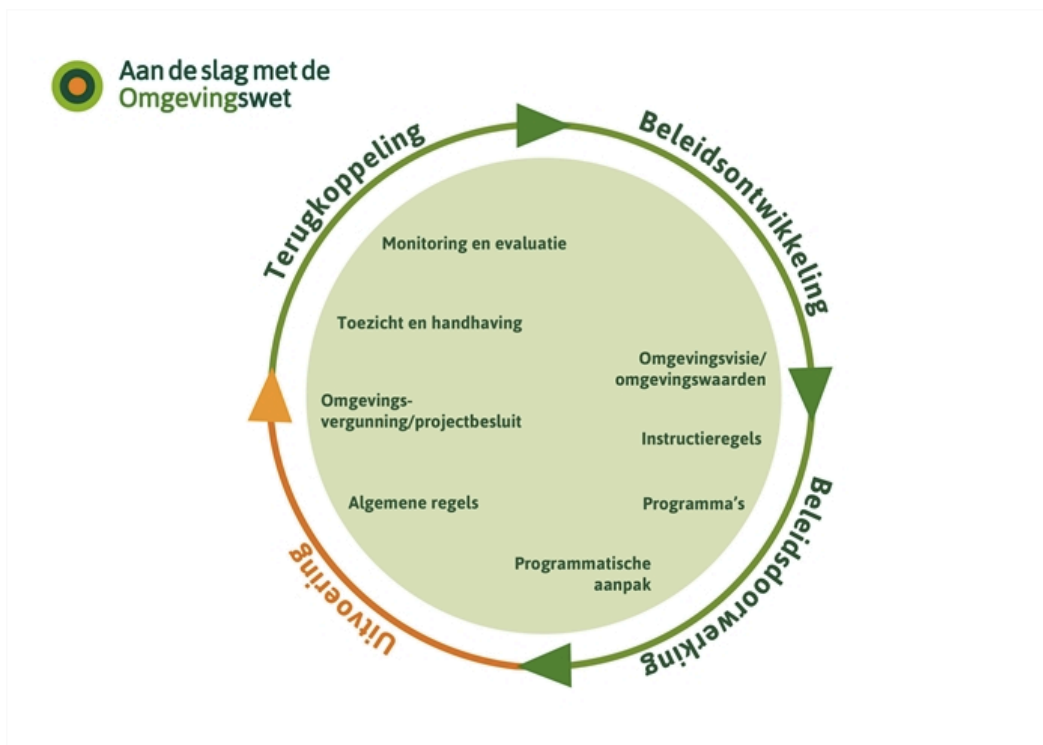 Aan de slag met de
Omgevingswet
Terugkoppeling
Beleidsontwikkeling
Monitoring en evaluatie
Toezicht en handhaving
Omgevingsvisie/
omgevingswaarden
Omgevings-
vergunning/projectbesluit
Instructieregels
Algemene regels
Programma's
Programmatische
aanpak
Uitvoering
Beleidsdoorwerking